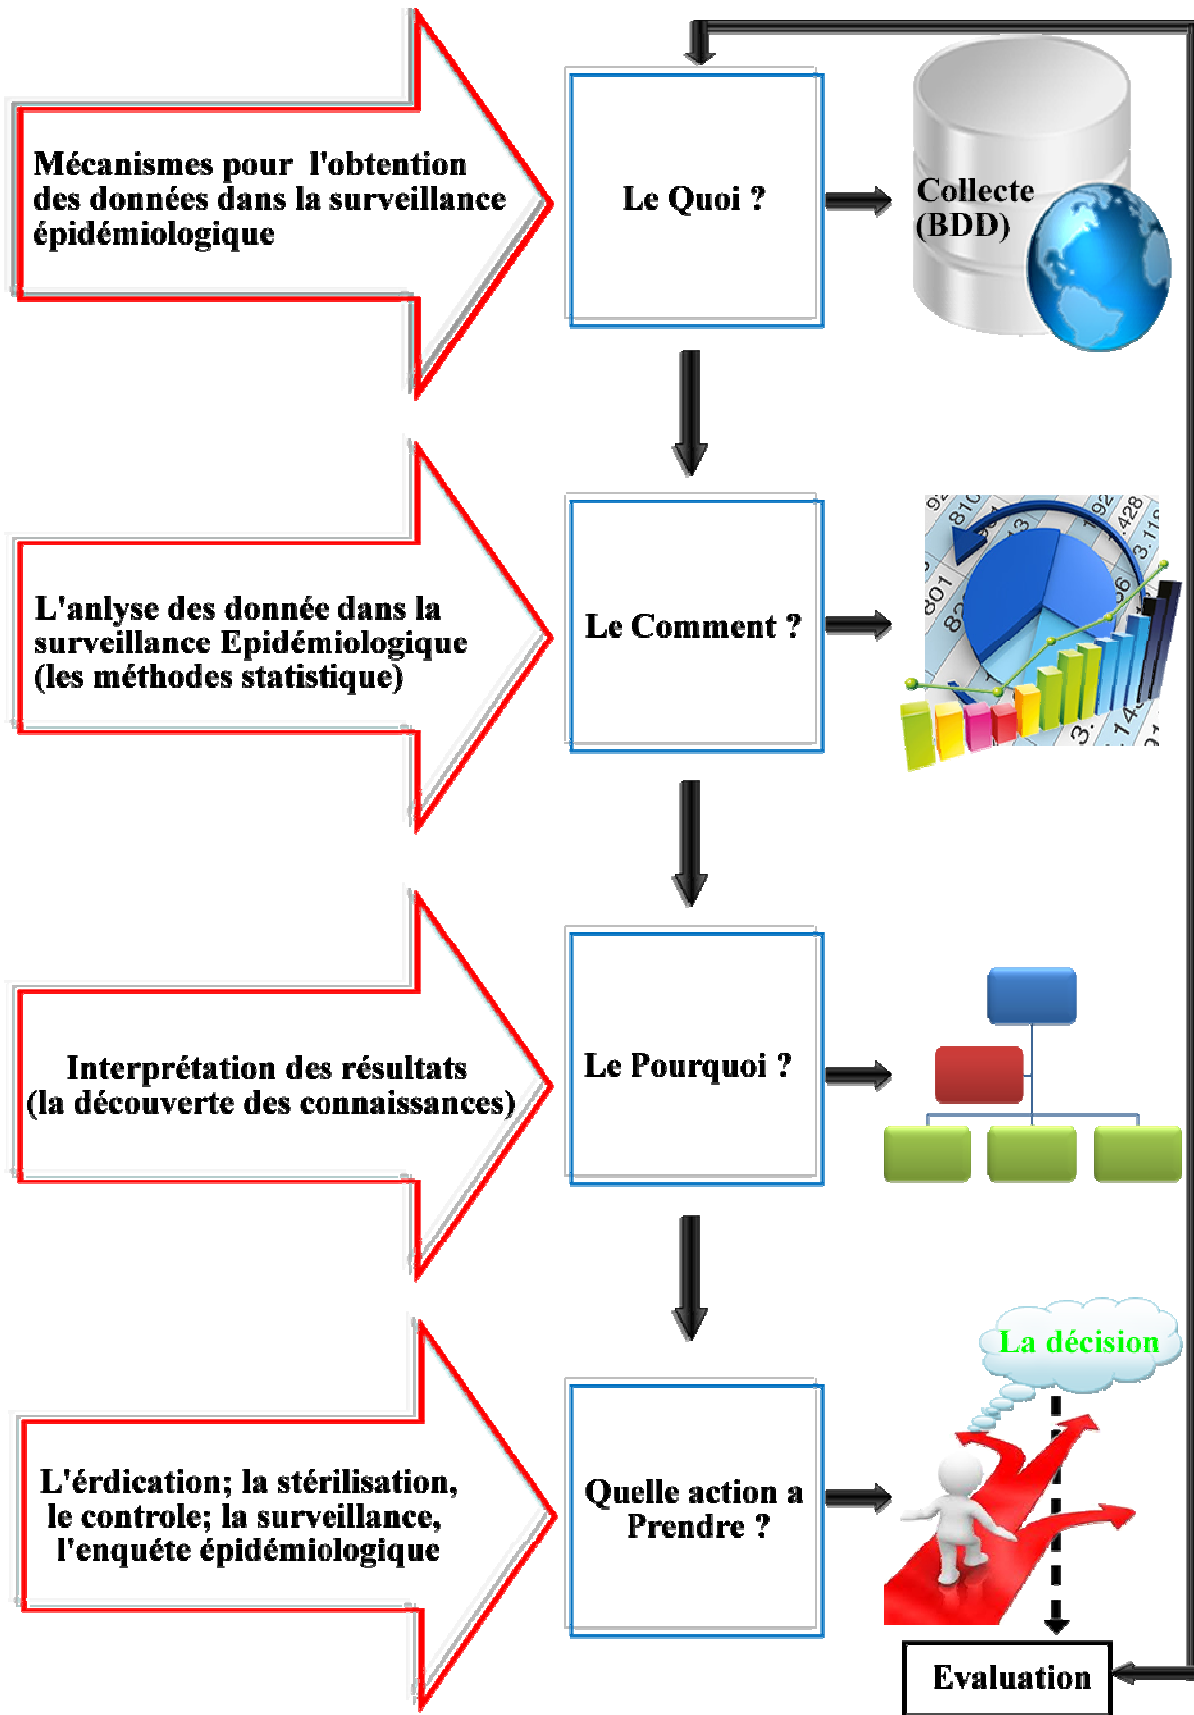 Mécanismes pour l'obtention
des données dans la surveillance
épidémiologique
Le Quoi ?
Collecte
(BDD)
L'anlyse des donnée dans la
surveillance Epidémiologique
(les méthodes statistique)
Le Comment ?
Interprétation des résultats
(la découverte des connaissances)
Le Pourquoi ?
L'érdication; la stérilisation,
le controle; la surveillance,
l'enquéte épidémiologique
Quelle action a
Prendre ?
La décision
Evaluation